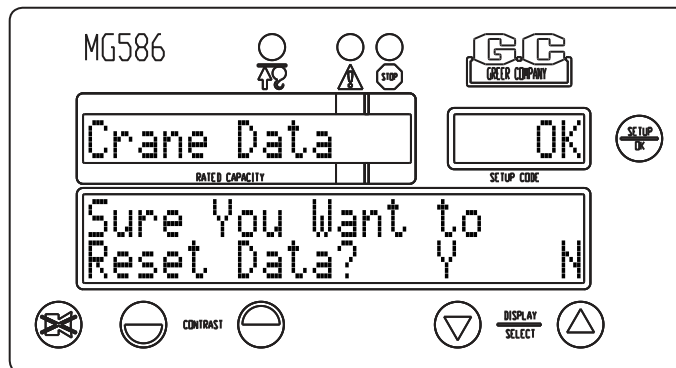 MG586
STOP
G.C
GREER COMPANY
Crane Data
OK
SETUP
OK
RATED CAPACITY
SETUP CODE
Sure You Want to
Reset Data? Y N
CONTRAST
DISPLAY
SELECT